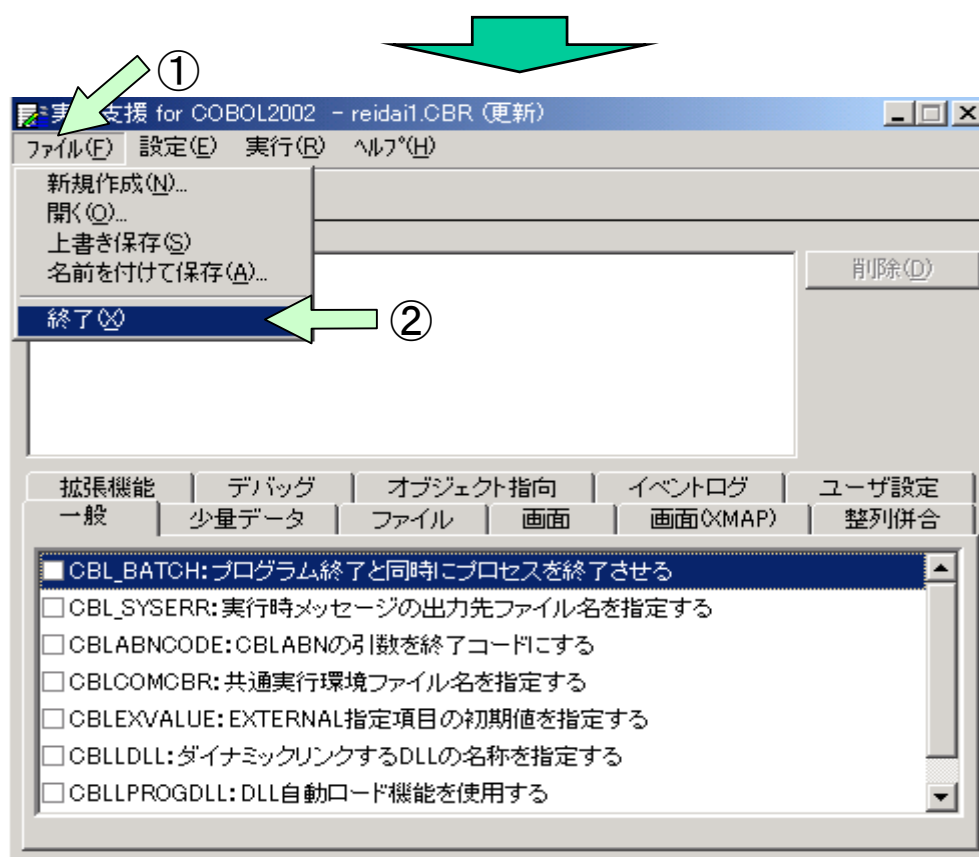 ①
実 支援 for COBOL2002 - reidai1.CBR (更新)
ファイル(F) 設定(E) 実行(R) ヘルプ(H)
新規作成(N)...
開く(O)...
上書き保存(S)
名前を付けて保存(A)...
削除(D)
終了(X)
②
拡張機能 デバッグ オブジェクト指向 イベントログ ユーザ設定
一般 少量データ ファイル 画面 画面(XMAP) 整列併合
CBL_BATCH:プログラム終了と同時にプロセスを終了させる
CBL_SYSERR:実行時メッセージの出力先ファイル名を指定する
CBLABNCODE:CBLABNの引数を終了コードにする
CBLCOMCBR:共通実行環境ファイル名を指定する
CBLEXVALUE:EXTERNAL指定項目の初期値を指定する
CBLLDLL:ダイナミックリンクするDLLの名称を指定する
CBLLPROGDLL:DLL自動ロード機能を使用する